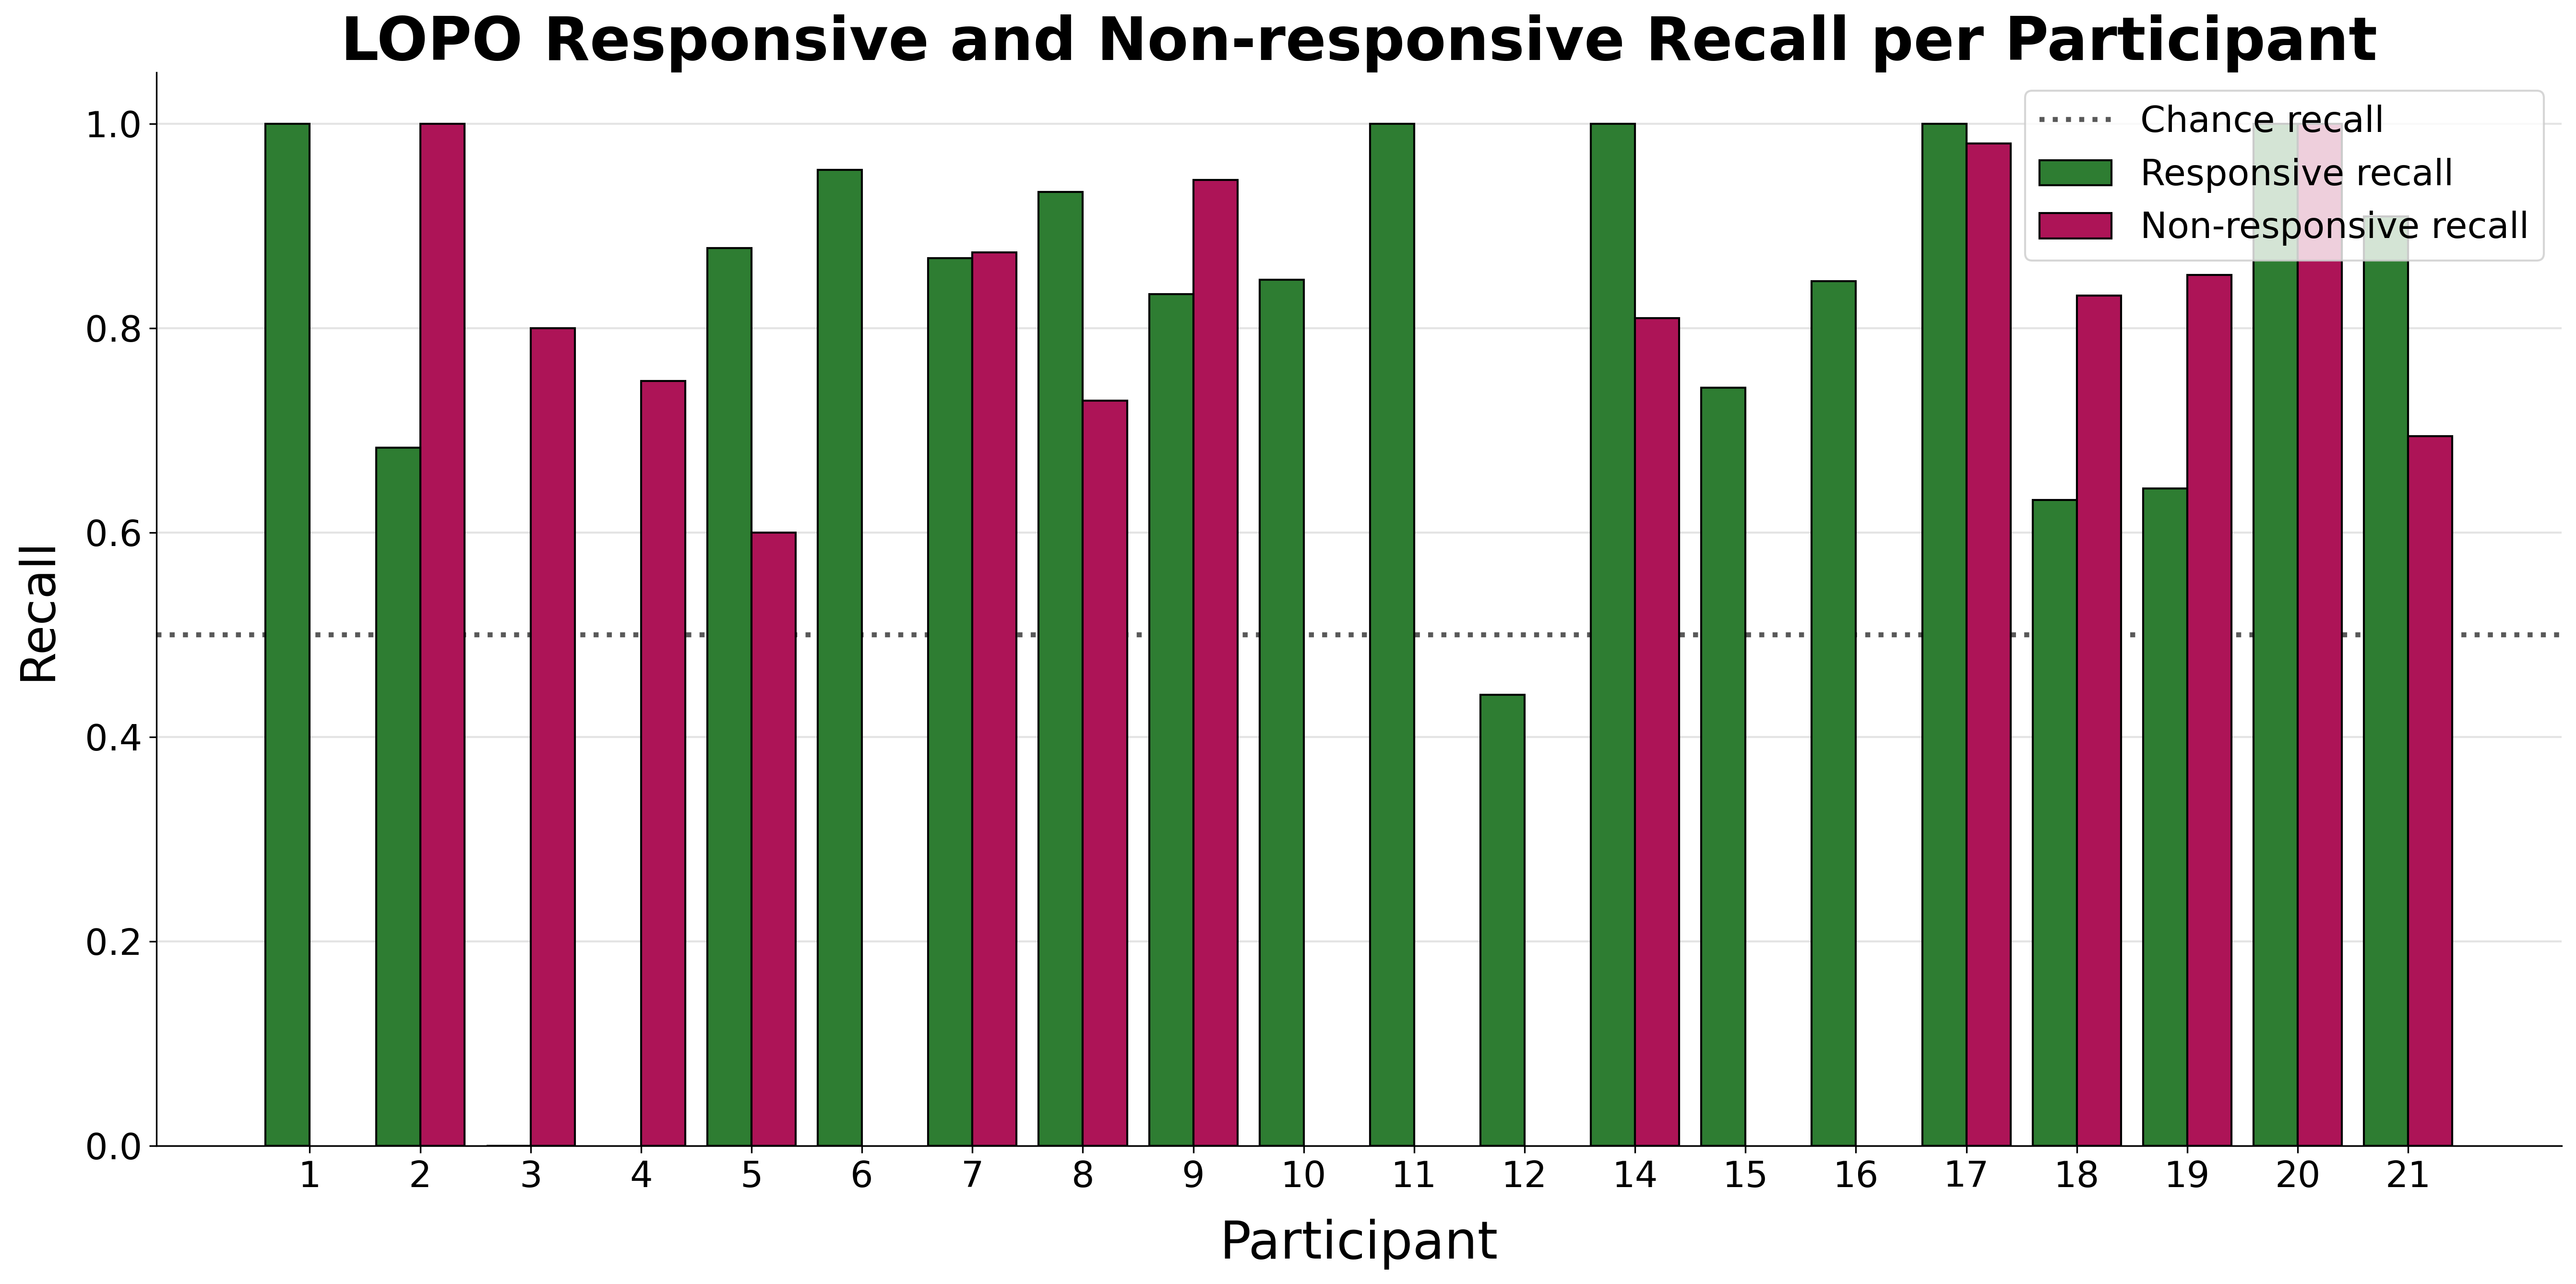 LOPO Responsive and Non-responsive Recall per Participant
Chance recall
Responsive recall
Non-responsive recall
1.0
0.8
0.6
0.4
0.2
0.0
Recall
1 2 3 4 5 6 7 8 9 10 11 12 14 15 16 17 18 19 20 21
Participant